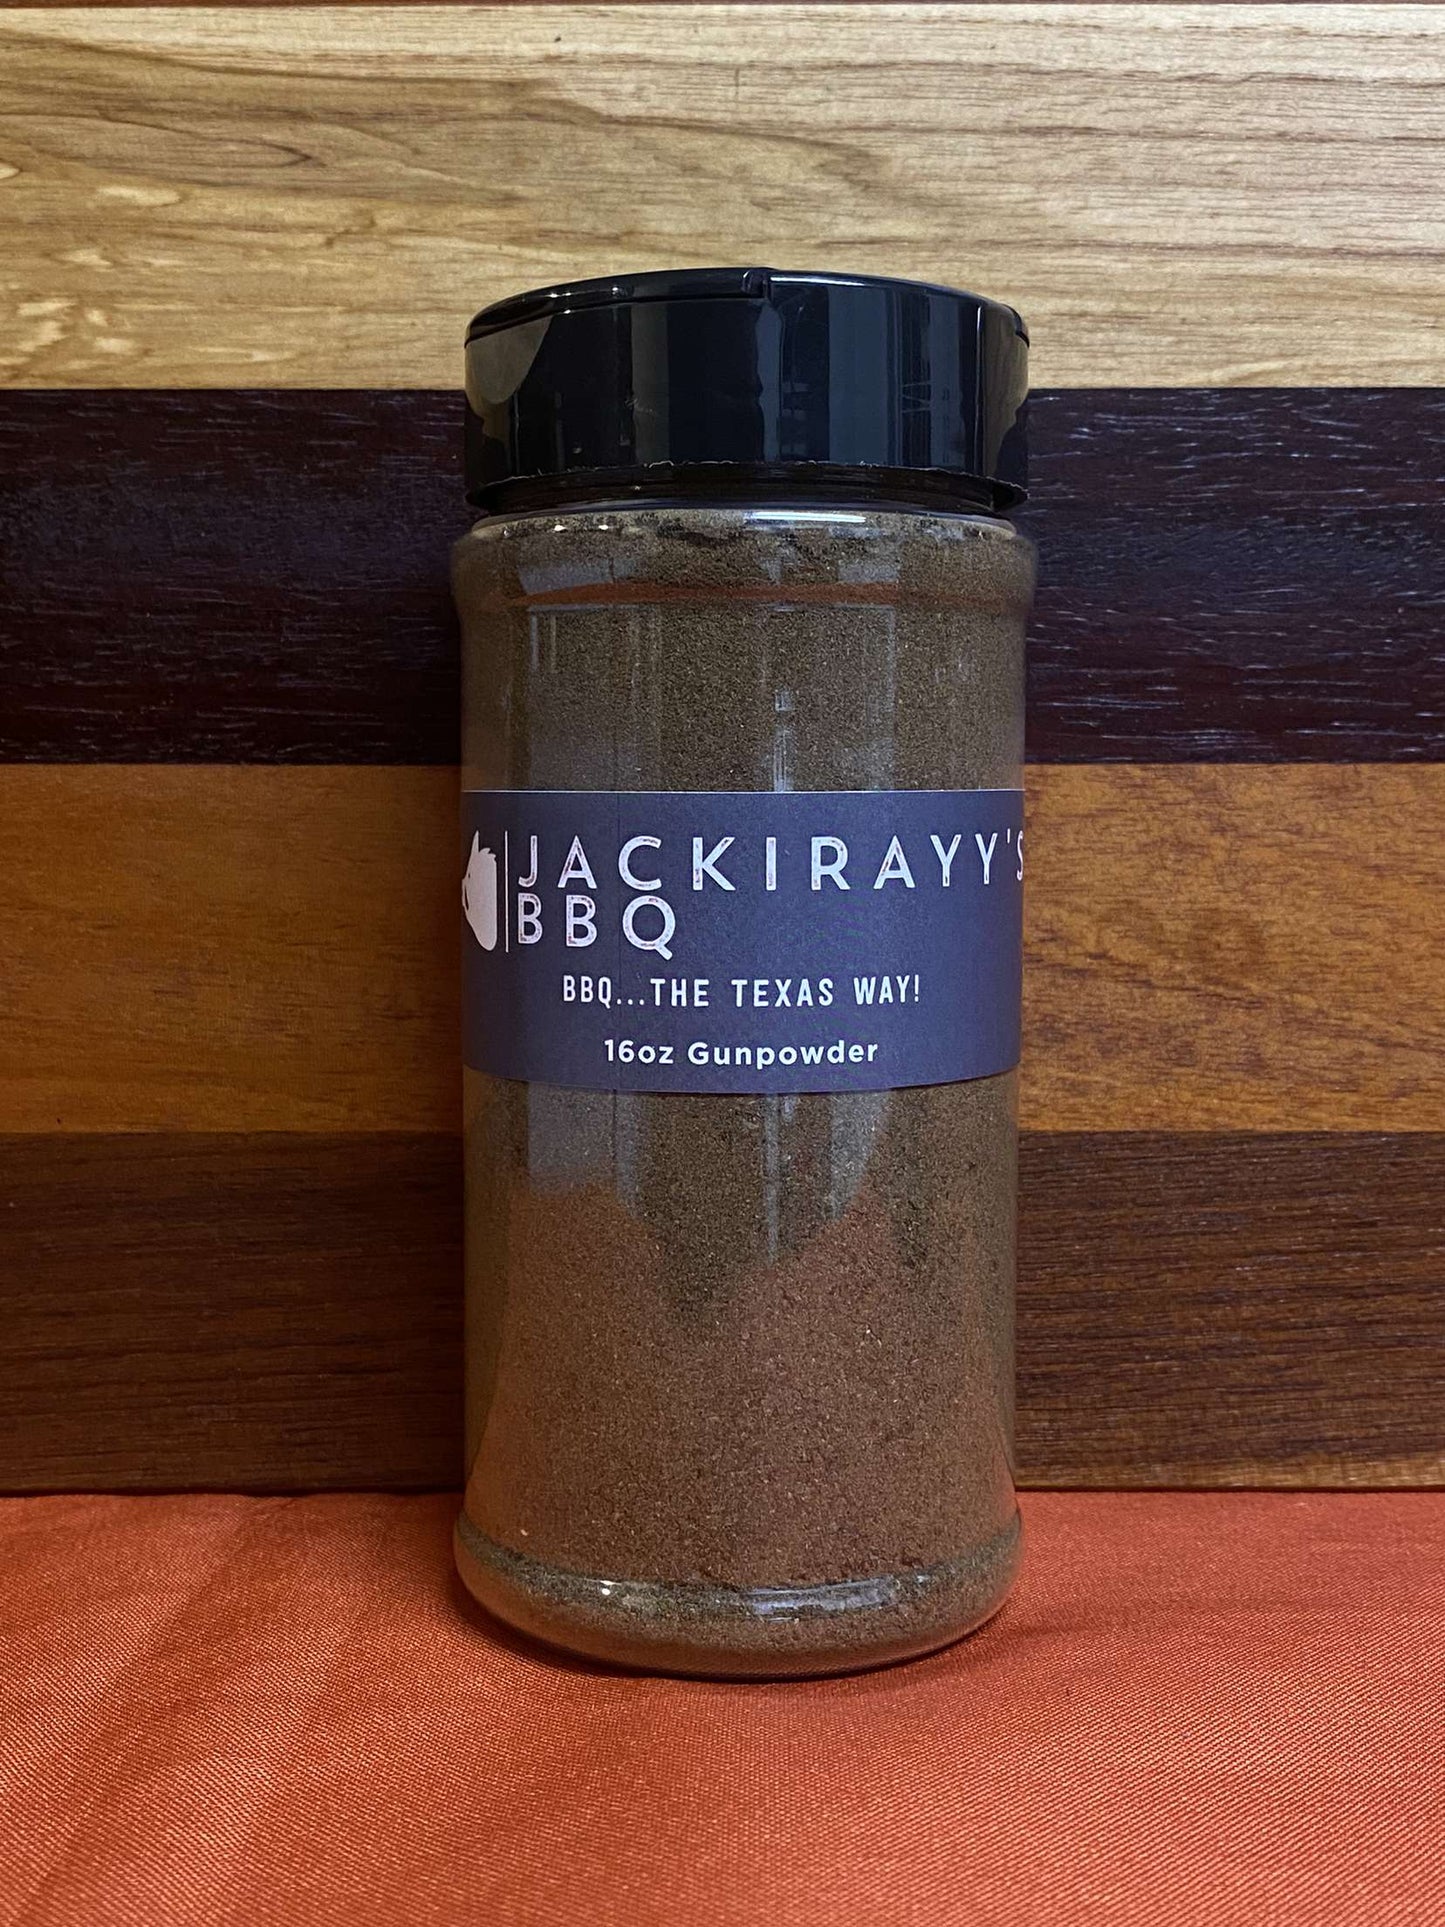 JACKIRAYY'S
BBQ
BBQ...THE TEXAS WAY!
16oz Gunpowder